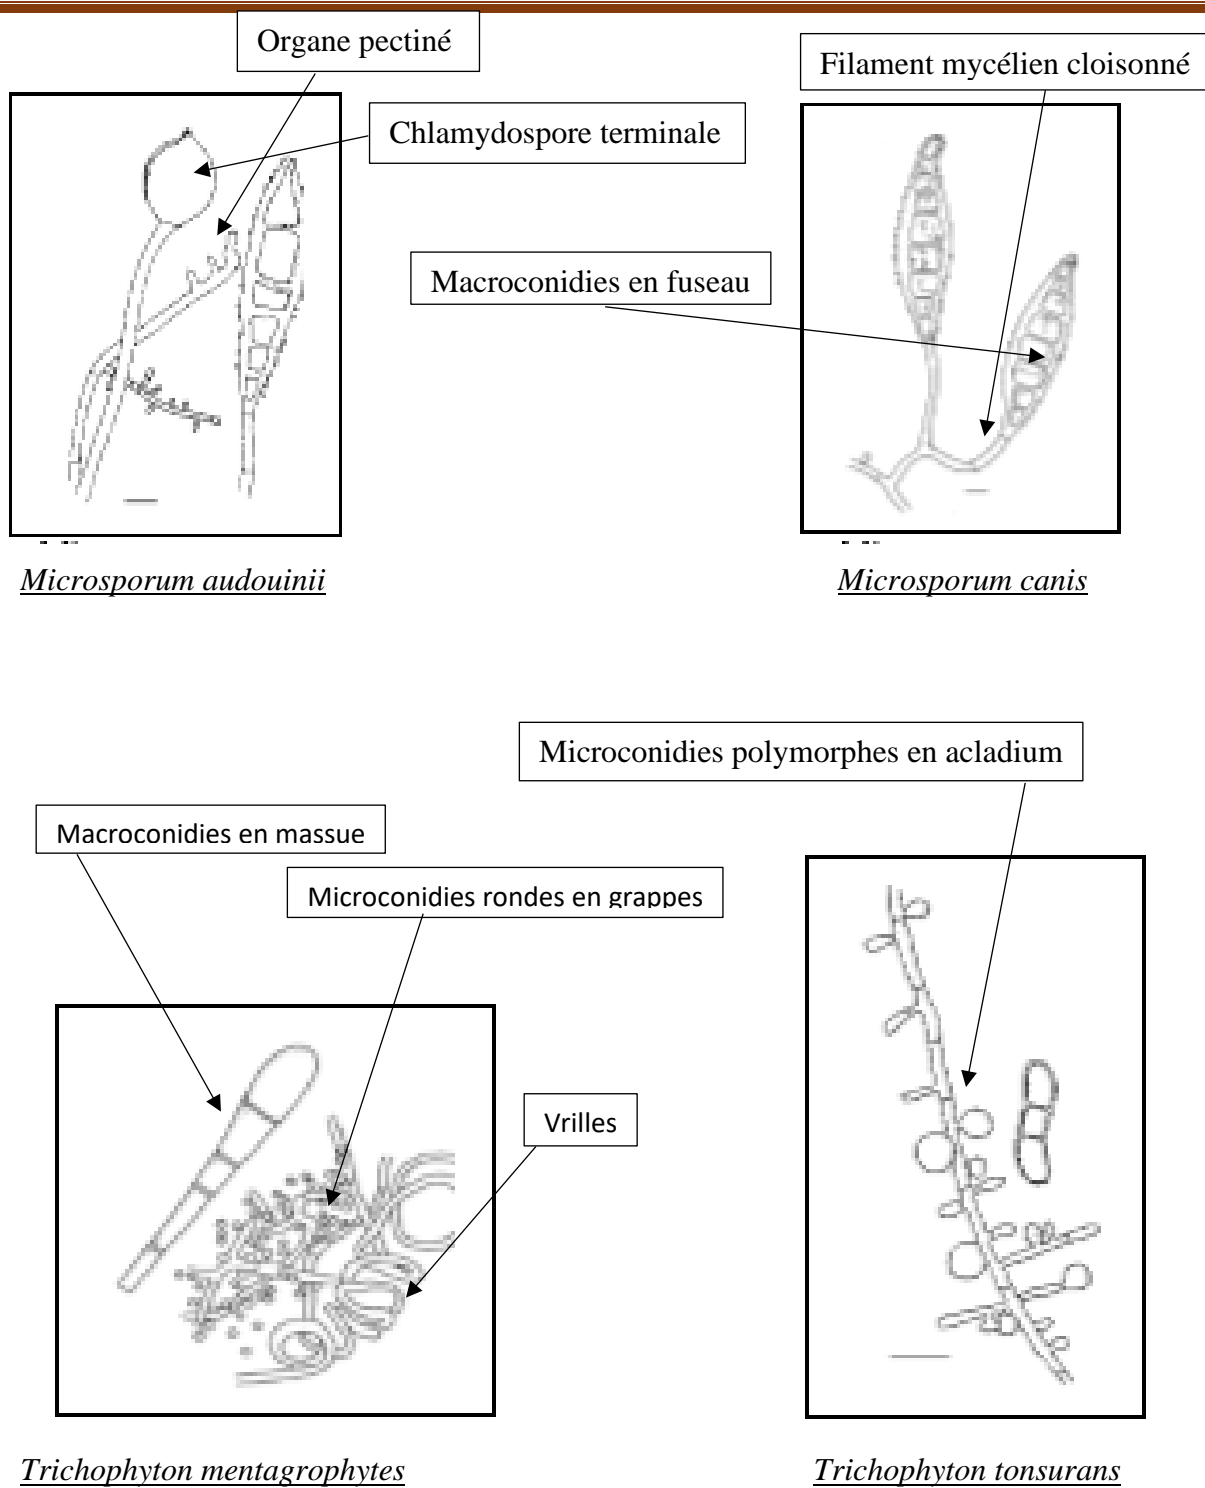 Organe pectiné
Filament mycélien cloisonné
Chlamydospore terminale
Macroconidies en fuseau
Microsporum audouinii
Microsporum canis
Microconidies polymorphes en acladium
Macroconidies en massue
Microconidies rondes en grappes
Vrilles
Trichophyton mentagrophytes
Trichophyton tonsurans